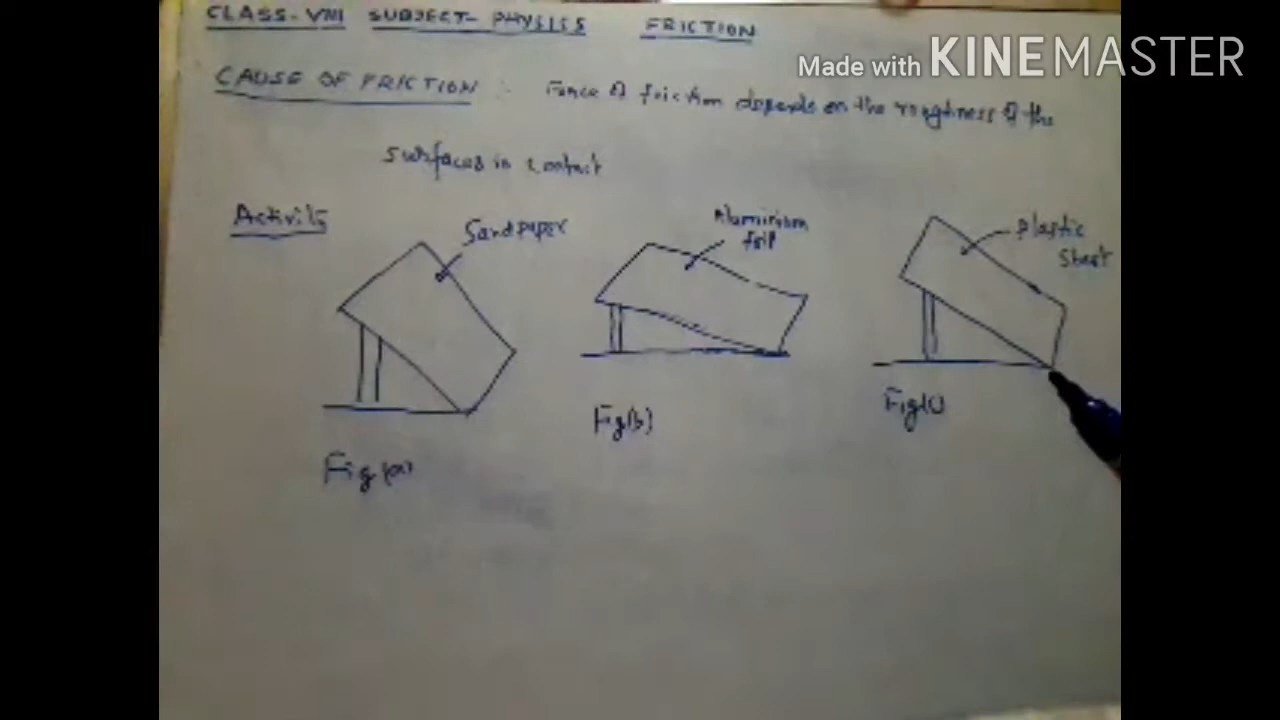 CLASS-VIII SUBJECT-PHYSICS FRICTION
Made with KINEMASTER
CAUSE OF FRICTION :- Force of friction depends on the roughness of the
surfaces in contact
Activity
Sandpaper
Aluminium
foil
Plastic
Sheet
Fig(a)
Fig(b)
Fig(c)